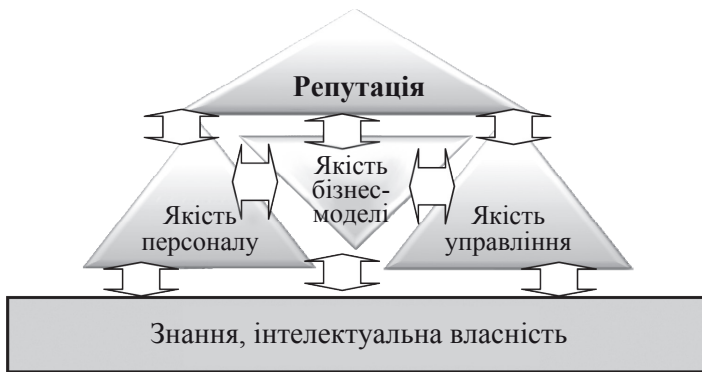 Репутація
Якість
бізнес-
моделі
Якість
персоналу
Якість
управління
Знання, інтелектуальна власність